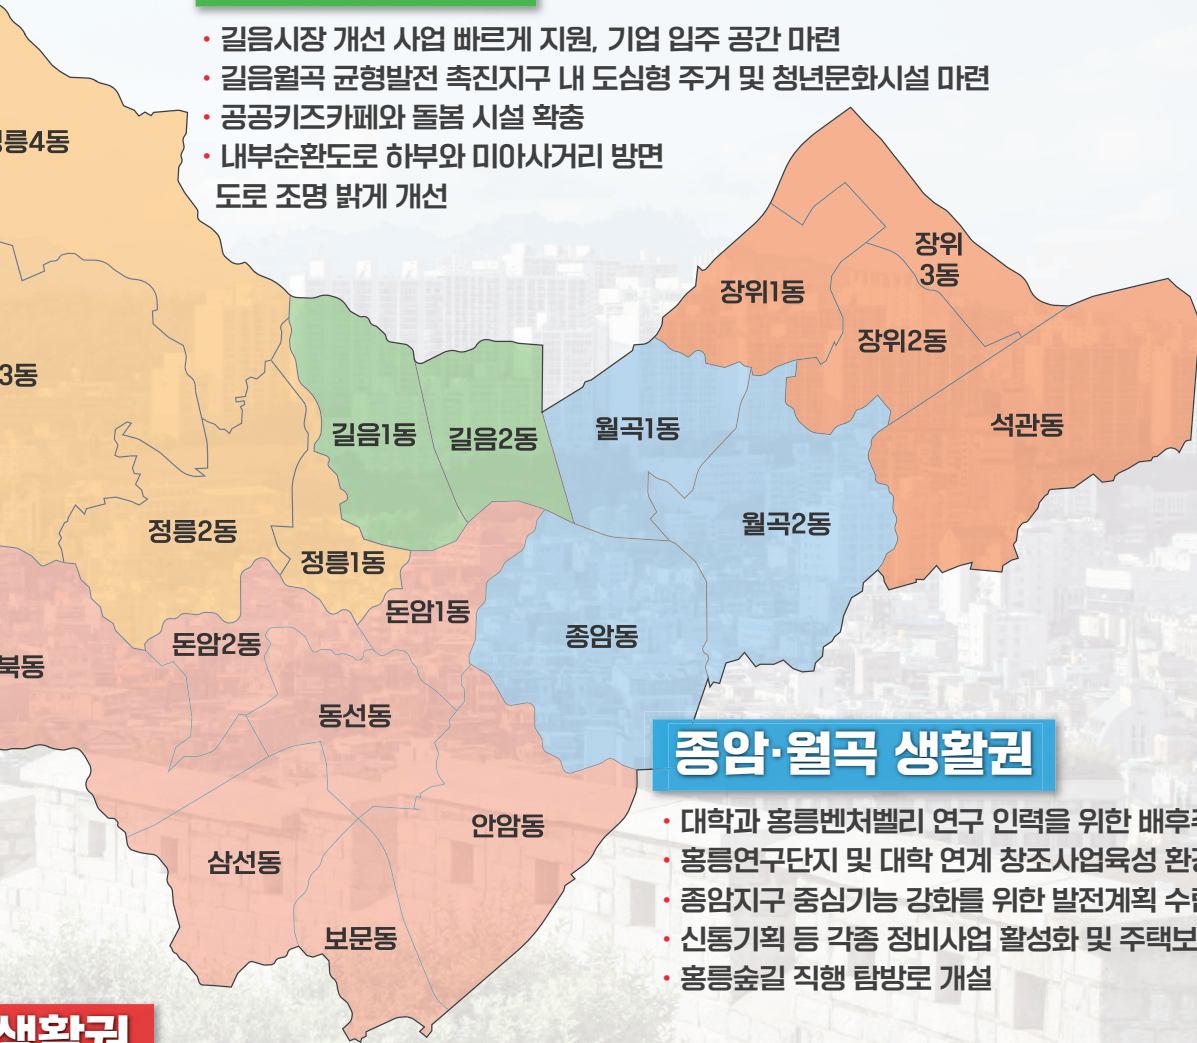 · 길음시장 개선 사업 빠르게 지원, 기업 입주 공간 마련
· 길음월곡 균형발전 촉진지구 내 도심형 주거 및 청년문화시설 마련
· 공공키즈카페와 돌봄 시설 확충
· 내부순환도로 하부와 미아사거리 방면
도로 조명 밝게 개선
릉4동
장위
3동
장위1동
장위2동
3동
석관동
길음1동
길음2동
월곡1동
월곡2동
정릉2동
정릉1동
돈암1동
돈암2동
종암동
북동
동선동
안암동
삼선동
보문동
종암·월곡 생활권
· 대학과 홍릉벤처벨리 연구 인력을 위한 배후
· 홍릉연구단지 및 대학 연계 창조사업육성 환
· 종암지구 중심기능 강화를 위한 발전계획 수
· 신통기획 등 각종 정비사업 활성화 및 주택보
· 홍릉숲길 직행 탐방로 개설
생활권